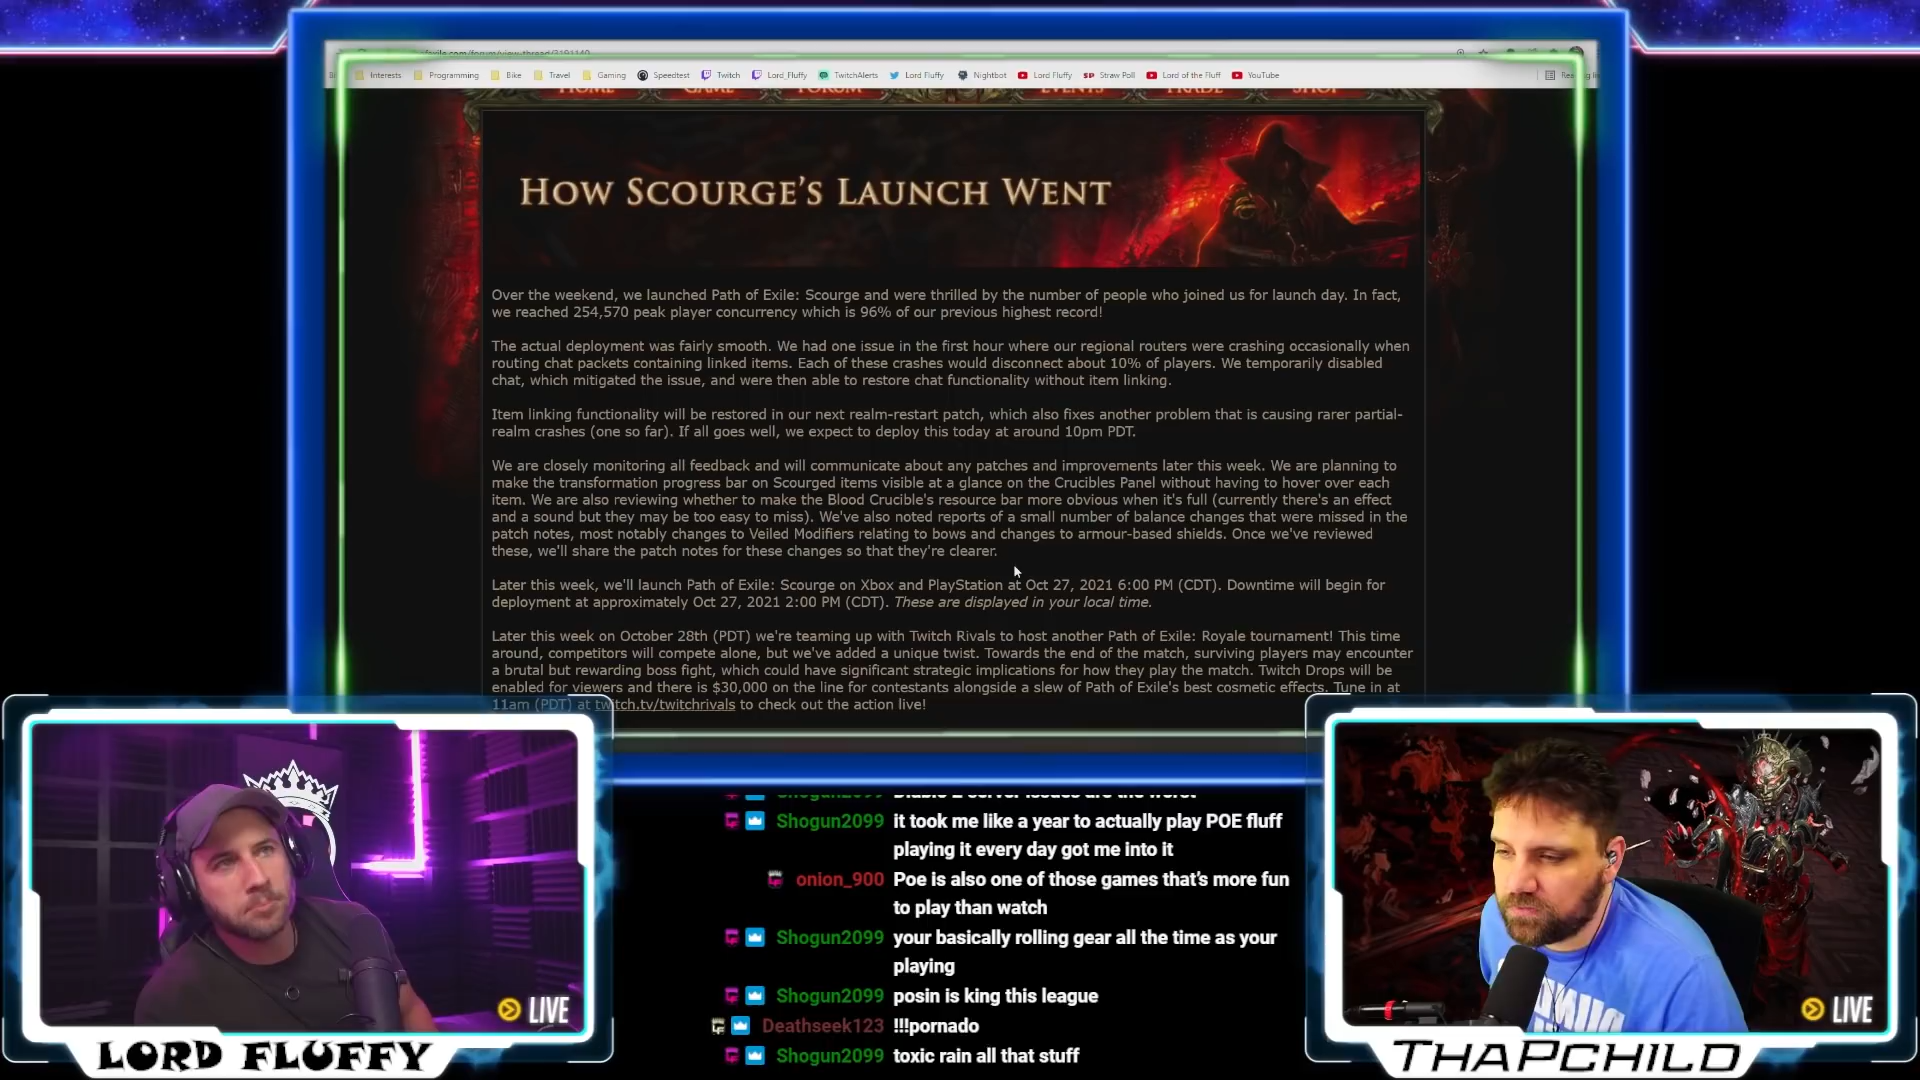 Interests Programming Bike Travel Gaming Speedtest Twitch Lord_Fluffy TwitchAlerts Lord Fluffy Nightbot Lord Fluffy Straw Poll Lord of the Fluff YouTube
HOME GAME FORUM EVENTS TRADE SHOP
HOW SCOURGE'S LAUNCH WENT
Over the weekend, we launched Path of Exile: Scourge and were thrilled by the number of people who joined us for launch day. In fact,
we reached 254,570 peak player concurrency which is 96% of our previous highest record!
The actual deployment was fairly smooth. We had one issue in the first hour where our regional routers were crashing occasionally when
routing chat packets containing linked items. Each of these crashes would disconnect about 10% of players. We temporarily disabled
chat, which mitigated the issue, and were then able to restore chat functionality without item linking.
Item linking functionality will be restored in our next realm-restart patch, which also fixes another problem that is causing rarer partial-
realm crashes (one so far). If all goes well, we expect to deploy this today at around 10pm PDT.
We are closely monitoring all feedback and will communicate about any patches and improvements later this week. We are planning to
make the transformation progress bar on Scourged items visible at a glance on the Crucibles Panel without having to hover over each
item. We are also reviewing whether to make the Blood Crucible's resource bar more obvious when it's full (currently there's an effect
and a sound but they may be too easy to miss). We've also noted reports of a small number of balance changes that were missed in the
patch notes, most notably changes to Veiled Modifiers relating to bows and changes to armour-based shields. Once we've reviewed
these, we'll share the patch notes for these changes so that they're clearer.
Later this week, we'll launch Path of Exile: Scourge on Xbox and PlayStation at Oct 27, 2021 6:00 PM (CDT). Downtime will begin for
deployment at approximately Oct 27, 2021 2:00 PM (CDT). These are displayed in your local time.
Later this week on October 28th (PDT) we're teaming up with Twitch Rivals to host another Path of Exile: Royale tournament! This time
around, competitors will compete alone, but we've added a unique twist. Towards the end of the match, surviving players may encounter
a brutal but rewarding boss fight, which could have significant strategic implications for how they play the match. Twitch Drops will be
enabled for viewers and there is $30,000 on the line for contestants alongside a slew of Path of Exile's best cosmetic effects. Tune in at
11am (PDT) at twitch.tv/twitchrivals to check out the action live!
Shogun2099 Diablo 2 server issues are the worst
Shogun2099 it took me like a year to actually play POE fluff
playing it every day got me into it
onion_900 Poe is also one of those games that's more fun
to play than watch
Shogun2099 your basically rolling gear all the time as your
playing
Shogun2099 posin is king this league
Deathseek123 !!!pornado
Shogun2099 toxic rain all that stuff
LIVE
LORD FLUFFY
LIVE
THAPCHILD